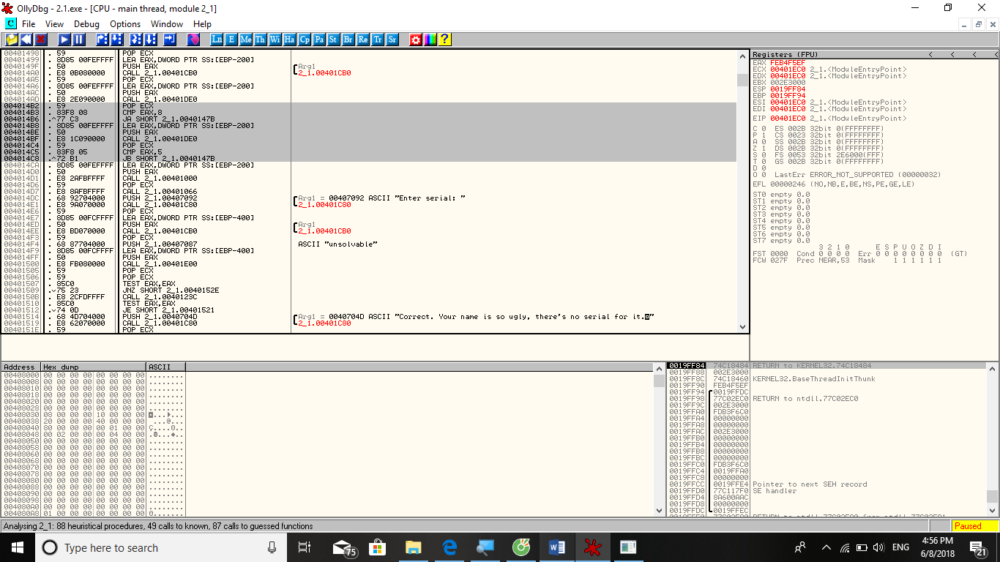 OllyDbg - 2.1.exe - [CPU - main thread, module 2_1]
C File View Debug Options Window Help
Ln E Me Th Wi Ha Cp Pa St Br Re Tr Sr ?
00401498 . 59 POP ECX
00401499 . 8D85 00FEFFFF LEA EAX,DWORD PTR SS:[EBP-200]
0040149F . 50 PUSH EAX Arg1
004014A0 . E8 0B080000 CALL 2_1.00401CB0 2_1.00401CB0
004014A5 . 59 POP ECX
004014A6 . 8D85 00FEFFFF LEA EAX,DWORD PTR SS:[EBP-200]
004014AC . 50 PUSH EAX
004014AD . E8 2E090000 CALL 2_1.00401DE0
004014B2 . 59 POP ECX
004014B3 . 83F8 08 CMP EAX,8
004014B6 .^77 C3 JA SHORT 2_1.0040147B
004014B8 . 8D85 00FEFFFF LEA EAX,DWORD PTR SS:[EBP-200]
004014BE . 50 PUSH EAX
004014BF . E8 1C090000 CALL 2_1.00401DE0
004014C4 . 59 POP ECX
004014C5 . 83F8 05 CMP EAX,5
004014C8 .^72 B1 JB SHORT 2_1.0040147B
004014CA . 8D85 00FEFFFF LEA EAX,DWORD PTR SS:[EBP-200]
004014D0 . 50 PUSH EAX
004014D1 . E8 2AFBFFFF CALL 2_1.00401000
004014D6 . 59 POP ECX
004014D7 . E8 8AFBFFFF CALL 2_1.00401066
004014DC . 68 92704000 PUSH 2_1.00407092 Arg1 = 00407092 ASCII "Enter serial: "
004014E1 . E8 9A070000 CALL 2_1.00401C80 2_1.00401C80
004014E6 . 59 POP ECX
004014E7 . 8D85 00FCFFFF LEA EAX,DWORD PTR SS:[EBP-400]
004014ED . 50 PUSH EAX Arg1
004014EE . E8 BD070000 CALL 2_1.00401CB0 2_1.00401CB0
004014F3 . 59 POP ECX
004014F4 . 68 87704000 PUSH 2_1.00407087 ASCII "unsolvable"
004014F9 . 8D85 00FCFFFF LEA EAX,DWORD PTR SS:[EBP-400]
004014FF . 50 PUSH EAX
00401500 . E8 FB080000 CALL 2_1.00401E00
00401505 . 59 POP ECX
00401506 . 59 POP ECX
00401507 . 85C0 TEST EAX,EAX
00401509 .v75 23 JNZ SHORT 2_1.0040152E
0040150B . E8 2CFDFFFF CALL 2_1.0040123C
00401510 . 85C0 TEST EAX,EAX
00401512 .v74 0D JE SHORT 2_1.00401521
00401514 . 68 4D704000 PUSH 2_1.0040704D Arg1 = 0040704D ASCII "Correct. Your name is so ugly, there's no serial for it."
00401519 . E8 62070000 CALL 2_1.00401C80 2_1.00401C80
0040151E . 59 POP ECX
Registers (FPU) < < < <
EAX FEB4F5EF
ECX 00401EC0 2_1.<ModuleEntryPoint>
EDX 00401EC0 2_1.<ModuleEntryPoint>
EBX 002E3000
ESP 0019FF84
EBP 0019FF94
ESI 00401EC0 2_1.<ModuleEntryPoint>
EDI 00401EC0 2_1.<ModuleEntryPoint>
EIP 00401EC0 2_1.<ModuleEntryPoint>
C 0 ES 002B 32bit 0(FFFFFFFF)
P 1 CS 0023 32bit 0(FFFFFFFF)
A 0 SS 002B 32bit 0(FFFFFFFF)
Z 1 DS 002B 32bit 0(FFFFFFFF)
S 0 FS 0053 32bit 2E6000(FFF)
T 0 GS 002B 32bit 0(FFFFFFFF)
D 0
O 0 LastErr ERROR_NOT_SUPPORTED (00000032)
EFL 00000246 (NO,NB,E,BE,NS,PE,GE,LE)
ST0 empty 0.0
ST1 empty 0.0
ST2 empty 0.0
ST3 empty 0.0
ST4 empty 0.0
ST5 empty 0.0
ST6 empty 0.0
ST7 empty 0.0
3 2 1 0 E S P U O Z D I
FST 0000 Cond 0 0 0 0 Err 0 0 0 0 0 0 0 0 (GT)
FCW 027F Prec NEAR,53 Mask 1 1 1 1 1 1
Address Hex dump ASCII
00408000 00 00 00 00 00 00 00 00 ........
00408008 00 00 00 00 00 00 00 00 ........
00408010 00 00 00 00 00 00 00 00 ........
00408018 00 00 00 00 00 00 00 00 ........
00408020 00 00 00 00 00 00 00 00 ........
00408028 00 00 00 00 00 00 00 00 ........
00408030 08 00 00 00 10 00 00 00
00408038 20 00 00 00 40 00 00 00 ...@...
00408040 80 00 00 00 00 01 00 00
00408048 00 02 00 00 00 04 00 00
00408050 00 00 00 00 00 00 00 00 ........
00408058 00 00 00 00 00 00 00 00 ........
00408060 00 00 00 00 00 00 00 00 ........
00408068 00 00 00 00 00 00 00 00 ........
00408070 00 00 00 00 00 00 00 00 ........
00408078 00 00 00 00 00 00 00 00 ........
00408080 00 00 00 00 00 00 00 00 ........
00408088 00 00 00 00 00 00 00 00 ........
00408090 00 00 00 00 00 00 00 00 ........
00408098 00 00 00 00 00 00 00 00 ........
004080A0 00 00 00 00 00 00 00 00 ........
004080A8 01 00 00 00 00 00 00 00
0019FF84 74C18484 RETURN to KERNEL32.74C18484
0019FF88 002E3000
0019FF8C 74C18460 KERNEL32.BaseThreadInitThunk
0019FF90 FEB4F5EF
0019FF94 0019FFDC
0019FF98 77C02EC0 RETURN to ntdll.77C02EC0
0019FF9C 002E3000
0019FFA0 FDB3F6C0
0019FFA4 00000000
0019FFA8 00000000
0019FFAC 002E3000
0019FFB0 00000000
0019FFB4 00000000
0019FFB8 00000000
0019FFBC 00000000
0019FFC0 FDB3F6C0
0019FFC4 0019FFA0
0019FFC8 00000000
0019FFCC 0019FFE4 Pointer to next SEH record
0019FFD0 77C117F0 SE handler
0019FFD4 8A600AAC
0019FFD8 00000000
0019FFDC 0019FFEC
Analysing 2_1: 88 heuristical procedures, 49 calls to known, 87 calls to guessed functions Paused
Type here to search 75 ENG 4:56 PM
6/8/2018 21